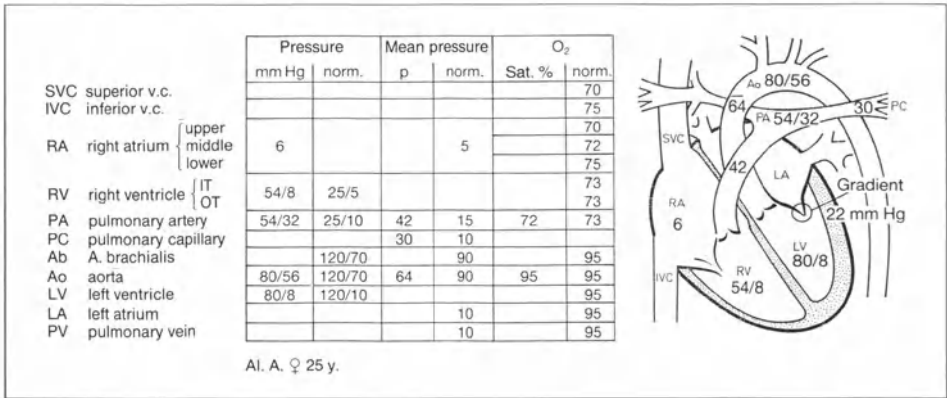 Pressure Mean pressure O₂
mm Hg norm. p norm. Sat. % norm.
SVC superior v.c. 70
IVC inferior v.c. 75
RA right atrium { upper 70
middle 6 5 72
lower 75
RV right ventricle { IT 54/8 25/5 73
OT 73
PA pulmonary artery 54/32 25/10 42 15 72 73
PC pulmonary capillary 30 10
Ab A. brachialis 120/70 90 95
Ao aorta 80/56 120/70 64 90 95 95
LV left ventricle 80/8 120/10 95
LA left atrium 10 95
PV pulmonary vein 10 95
Al. A. ♀ 25 y.
Ao 80/56
64
PA 54/32
30
PC
SVC
42
LA
Gradient
22 mm Hg
RA
6
LV
80/8
IVC
RV
54/8